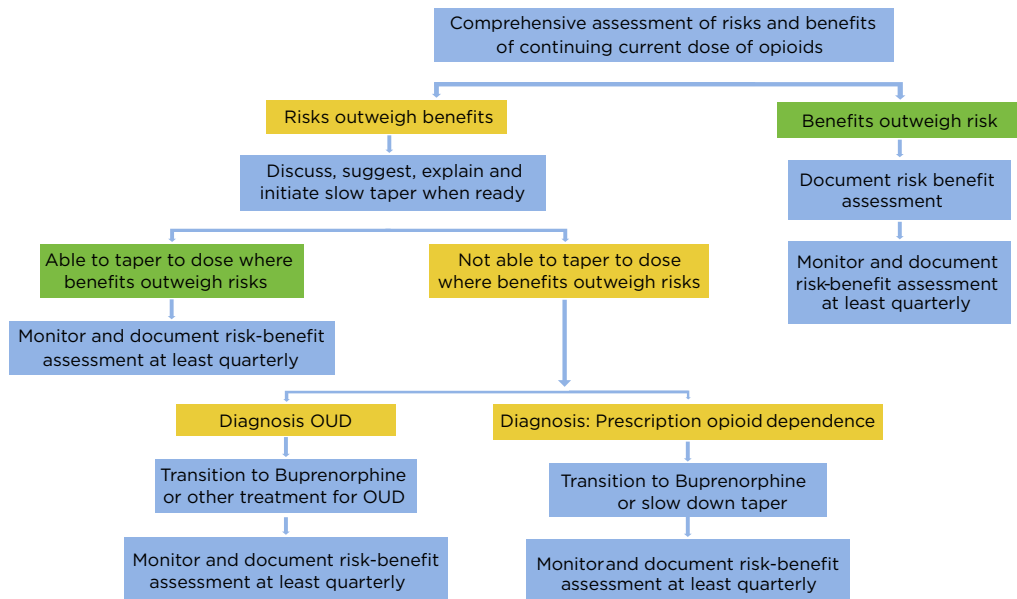 Comprehensive assessment of risks and benefits
of continuing current dose of opioids
Risks outweigh benefits
Benefits outweigh risk
Discuss, suggest, explain and
initiate slow taper when ready
Document risk benefit
assessment
Able to taper to dose where
benefits outweigh risks
Not able to taper to dose
where benefits outweigh risks
Monitor and document
risk-benefit assessment
at least quarterly
Monitor and document risk-benefit
assessment at least quarterly
Diagnosis OUD
Diagnosis: Prescription opioid dependence
Transition to Buprenorphine
or other treatment for OUD
Transition to Buprenorphine
or slow down taper
Monitor and document risk-benefit
assessment at least quarterly
Monitor and document risk-benefit
assessment at least quarterly